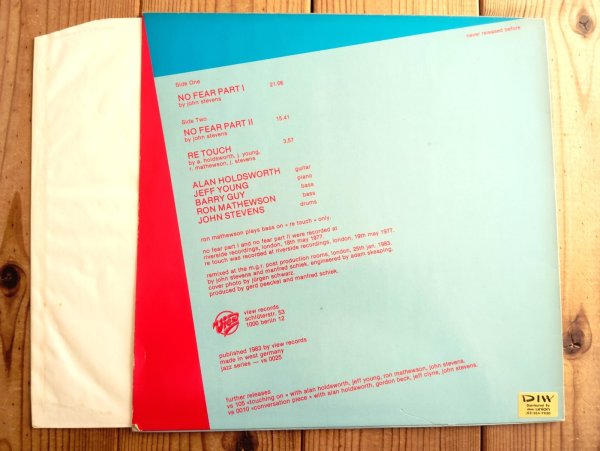 never released before
Side One
NO FEAR PART I 21.06
by john stevens
Side Two
NO FEAR PART II 15.41
by john stevens
RE TOUCH 3.57
by a. holdsworth, j. young,
r. mathewson, j. stevens
ALAN HOLDSWORTH guitar
JEFF YOUNG piano
BARRY GUY bass
RON MATHEWSON bass
JOHN STEVENS drums
ron mathewson plays bass on »re touch« only.
no fear part I and no fear part II were recorded at
riverside recordings, london, 18th may 1977.
re touch was recorded at riverside recordings, london, 19th may 1977.
remixed at the m.g.r. post production rooms, london, 25th jan. 1983.
by john stevens and manfred schiek, engineered by adam skeaping.
cover photo by jürgen schwarz.
produced by gerd poeckel and manfred schiek.
view
view records
schlüterstr. 53
1000 berlin 12
published 1983 by view records
made in west germany
jazz series – vs 0025
further releases
vs 105 »touching on« with alan holdsworth, jeff young, ron mathewson, john stevens.
vs 0010 »conversation piece« with allan holdsworth, gordon beck, jeff clyne, john stevens.
DIW
Distributed by
disk UNION